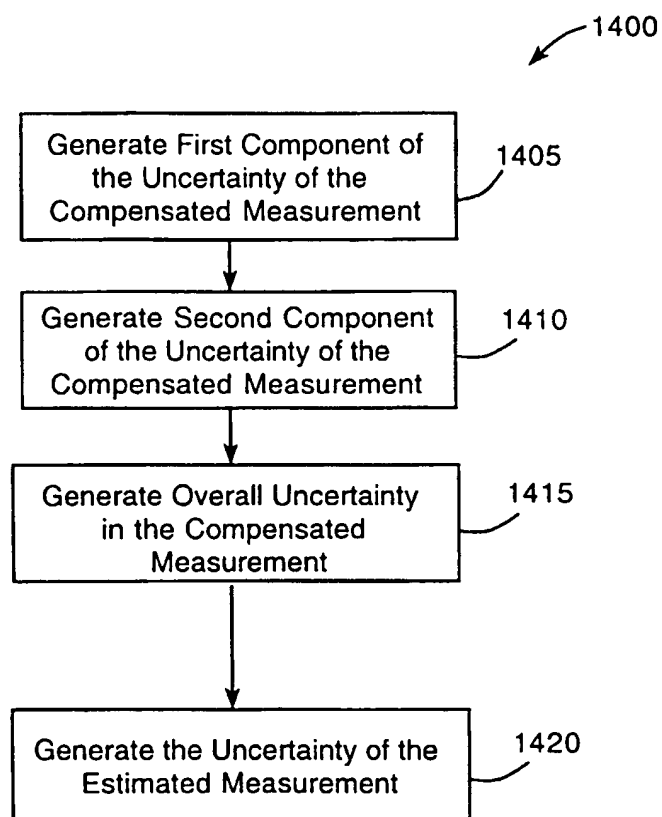 1400
Generate First Component of
the Uncertainty of the
Compensated Measurement
1405
Generate Second Component
of the Uncertainty of the
Compensated Measurement
1410
Generate Overall Uncertainty
in the Compensated
Measurement
1415
Generate the Uncertainty of the
Estimated Measurement
1420